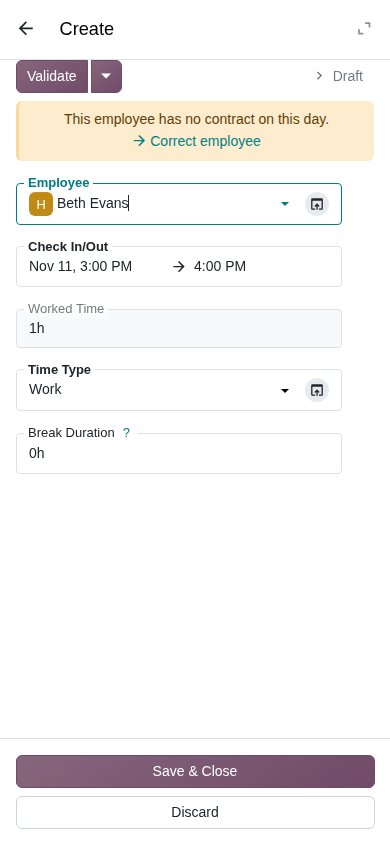 Create
Validate
Draft
This employee has no contract on this day.
Correct employee
Employee
H Beth Evans
Check In/Out
Nov 11, 3:00 PM → 4:00 PM
Worked Time
1h
Time Type
Work
Break Duration ?
0h
Save & Close
Discard